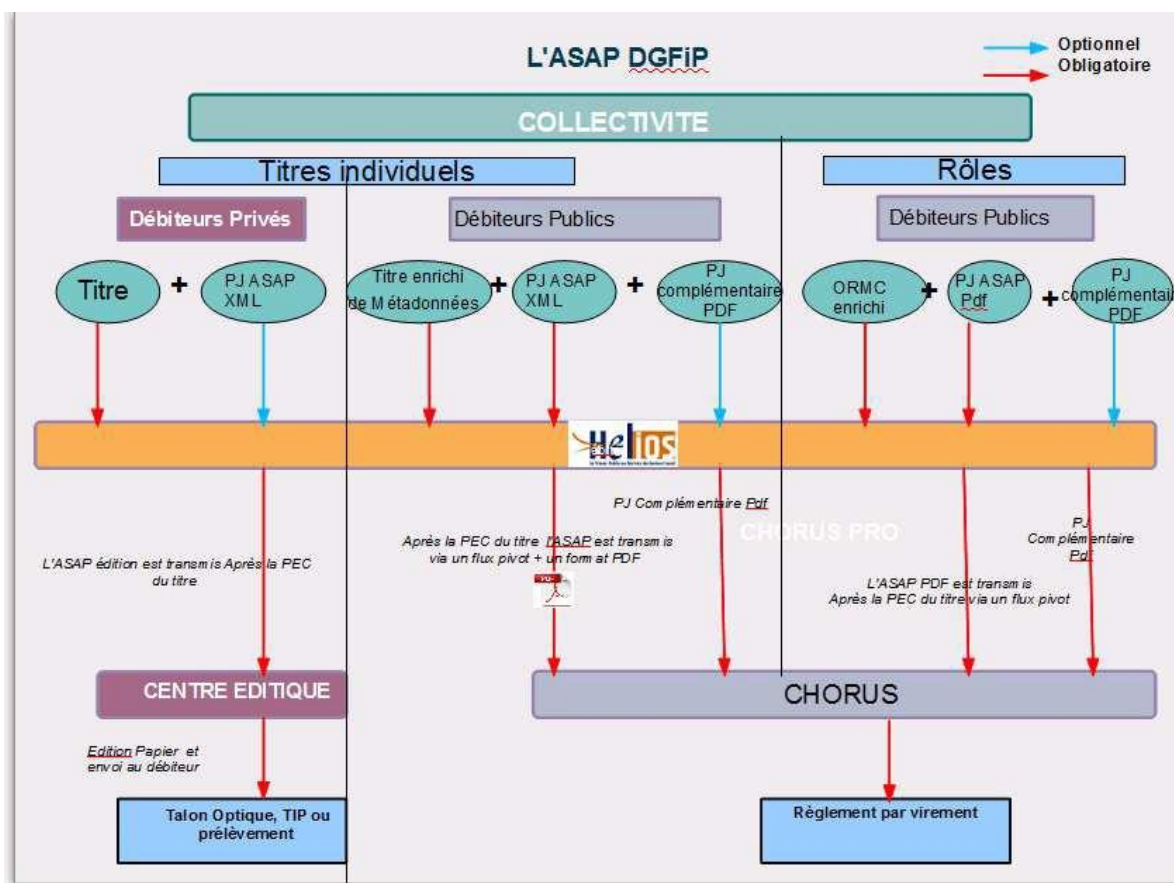 L'ASAP DGFiP
Optionnel
Obligatoire
COLLECTIVITE
Titres individuels
Rôles
Débiteurs Privés
Débiteurs Publics
Débiteurs Publics
Titre
+
PJ ASAP
XML
Titre enrichi
de Métadonnées
+
PJ ASAP
XML
+
PJ
complémentaire
PDF
ORMC
enrichi
+
PJ ASAP
Pdf
+
PJ
complémentaire
PDF
Helios
PJ Complémentaire Pdf
CHORUS PRO
L'ASAP édition est transmis Après la PEC
du titre
Après la PEC du titre l'ASAP est transmis
via un flux pivot + un format PDF
PJ
Complémentaire
Pdf
L'ASAP PDF est transmis
Après la PEC du titre via un flux pivot
CENTRE EDITIQUE
CHORUS
Edition Papier et
envoi au débiteur
Talon Optique, TIP ou
prélèvement
Règlement par virement